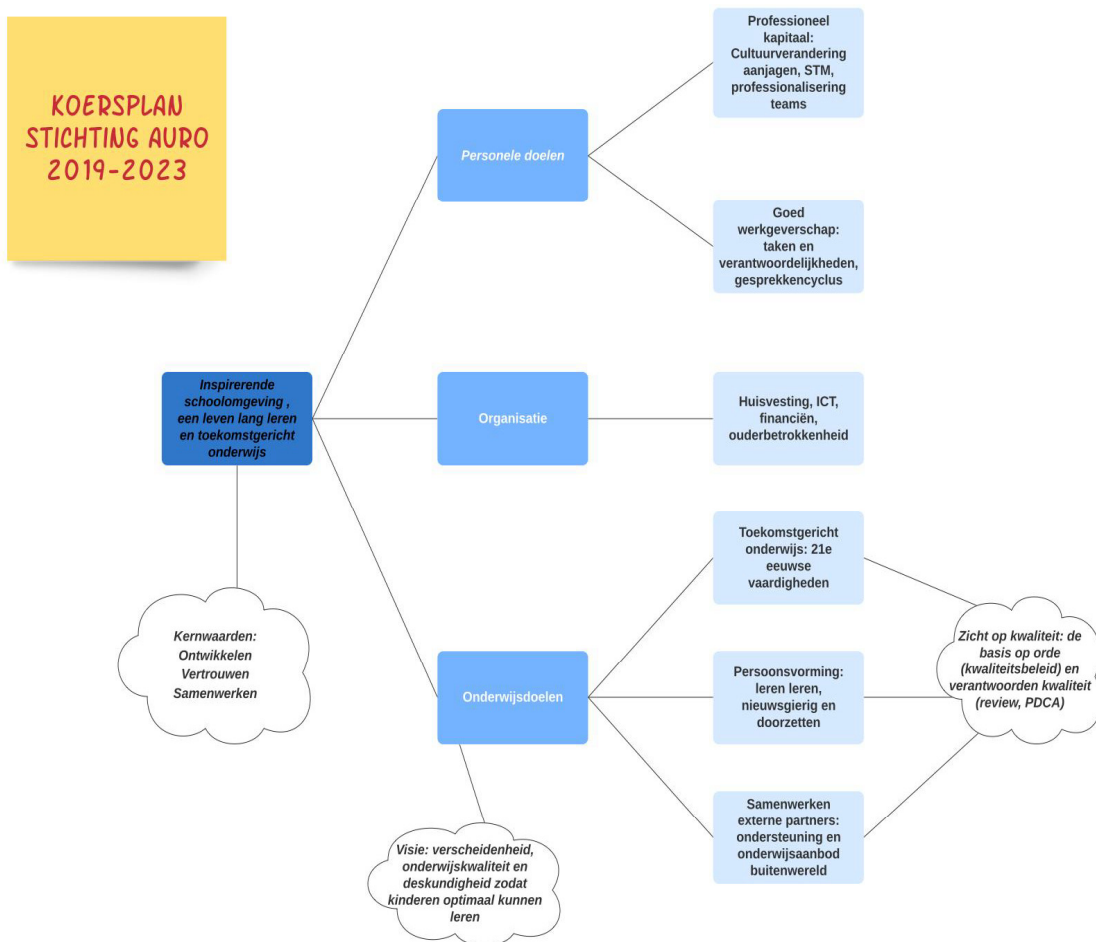 KOERSPLAN
STICHTING AURO
2019-2023
Professioneel
kapitaal:
Cultuurverandering
aanjagen, STM,
professionalisering
teams
Personele doelen
Goed
werkgeverschap:
taken en
verantwoordelijkheden,
gesprekkencyclus
Inspirerende
schoolomgeving ,
een leven lang leren
en toekomstgericht
onderwijs
Organisatie
Huisvesting, ICT,
financiën,
ouderbetrokkenheid
Kernwaarden:
Ontwikkelen
Vertrouwen
Samenwerken
Onderwijsdoelen
Toekomstgericht
onderwijs: 21e
eeuwse
vaardigheden
Persoonsvorming:
leren leren,
nieuwsgierig en
doorzetten
Samenwerken
externe partners:
ondersteuning en
onderwijsaanbod
buitenwereld
Zicht op kwaliteit: de
basis op orde
(kwaliteitsbeleid) en
verantwoorden kwaliteit
(review, PDCA)
Visie: verscheidenheid,
onderwijskwaliteit en
deskundigheid zodat
kinderen optimaal kunnen
leren